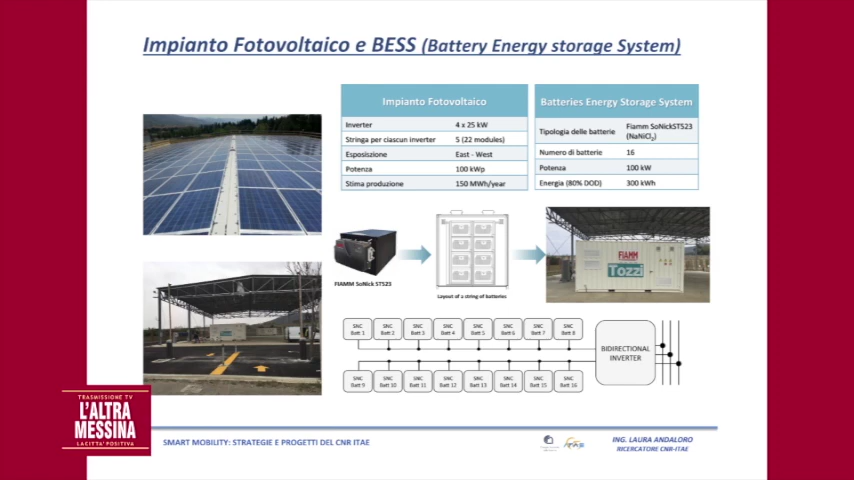 Impianto Fotovoltaico e BESS (Battery Energy storage System)
Impianto Fotovoltaico
Inverter 4 x 25 kW
Stringa per ciascun inverter 5 (22 modules)
Esposiszione East - West
Potenza 100 kWp
Stima produzione 150 MWh/year
Batteries Energy Storage System
Tipologia delle batterie Fiamm SoNickST523 (NaNiCl2)
Numero di batterie 16
Potenza 100 kW
Energia (80% DOD) 300 kWh
FIAMM SoNick ST523
Layout of a string of batteries
FIAMM
Tozzi
SNC Batt 1
SNC Batt 2
SNC Batt 3
SNC Batt 4
SNC Batt 5
SNC Batt 6
SNC Batt 7
SNC Batt 8
BIDIRECTIONAL
INVERTER
SNC Batt 9
SNC Batt 10
SNC Batt 11
SNC Batt 12
SNC Batt 13
SNC Batt 14
SNC Batt 15
SNC Batt 16
TRASMISSIONE TV
L'ALTRA
MESSINA
LA CITTA' POSITIVA
SMART MOBILITY: STRATEGIE E PROGETTI DEL CNR ITAE
ITAE
ING. LAURA ANDALORO
RICERCATORE CNR-ITAE